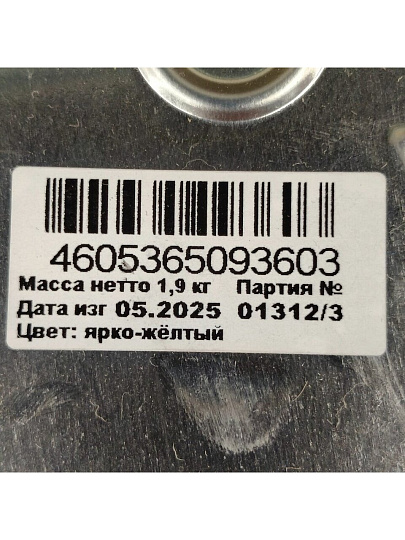 4605365093603
Масса нетто 1,9 кг Партия №
Дата изг 05.2025 01312/3
Цвет: ярко-жёлтый